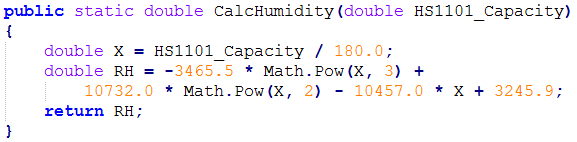 public static double CalcHumidity(double HS1101_Capacity)
{
    double X = HS1101_Capacity / 180.0;
    double RH = -3465.5 * Math.Pow(X, 3) +
        10732.0 * Math.Pow(X, 2) - 10457.0 * X + 3245.9;
    return RH;
}